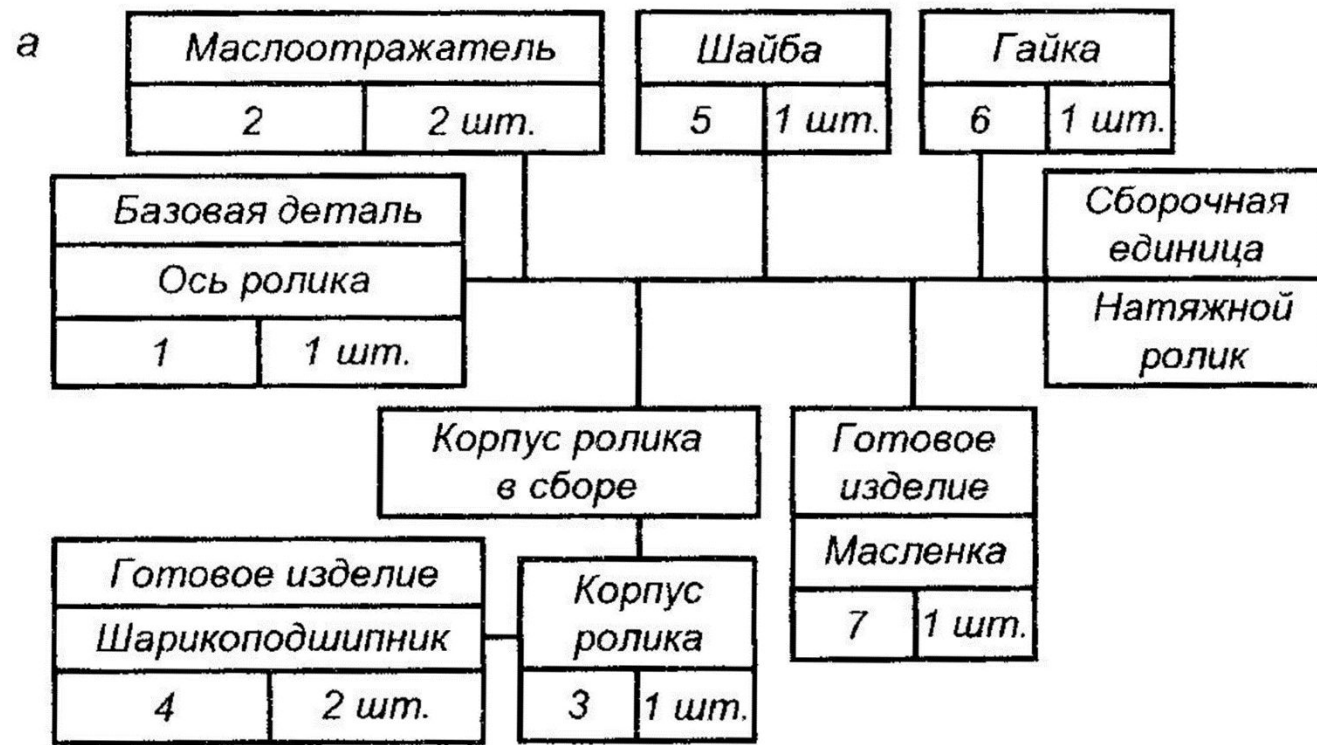 а
Маслоотражатель
2 2 шт.
Шайба
5 1 шт.
Гайка
6 1 шт.
Базовая деталь
Ось ролика
1 1 шт.
Сборочная
единица
Натяжной
ролик
Корпус ролика
в сборе
Готовое
изделие
Масленка
7 1 шт.
Готовое изделие
Шарикоподшипник
4 2 шт.
Корпус
ролика
3 1 шт.